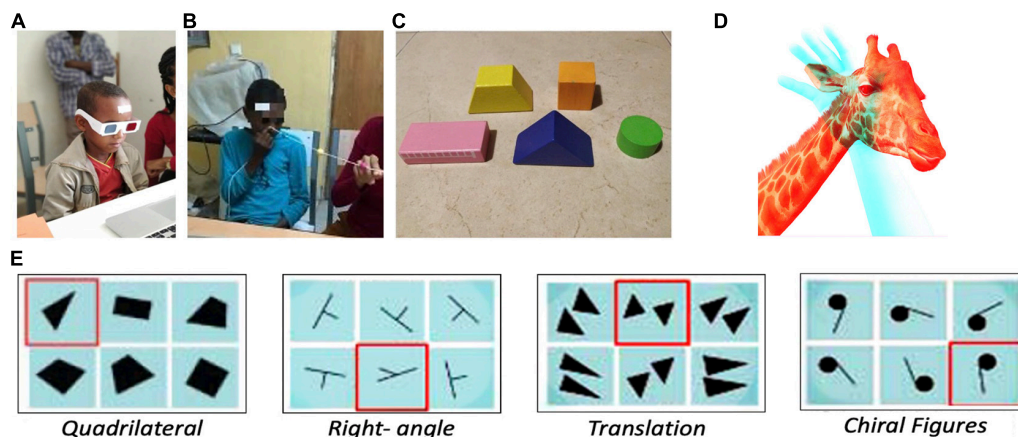 A
B
C
D
E
Quadrilateral
Right- angle
Translation
Chiral Figures